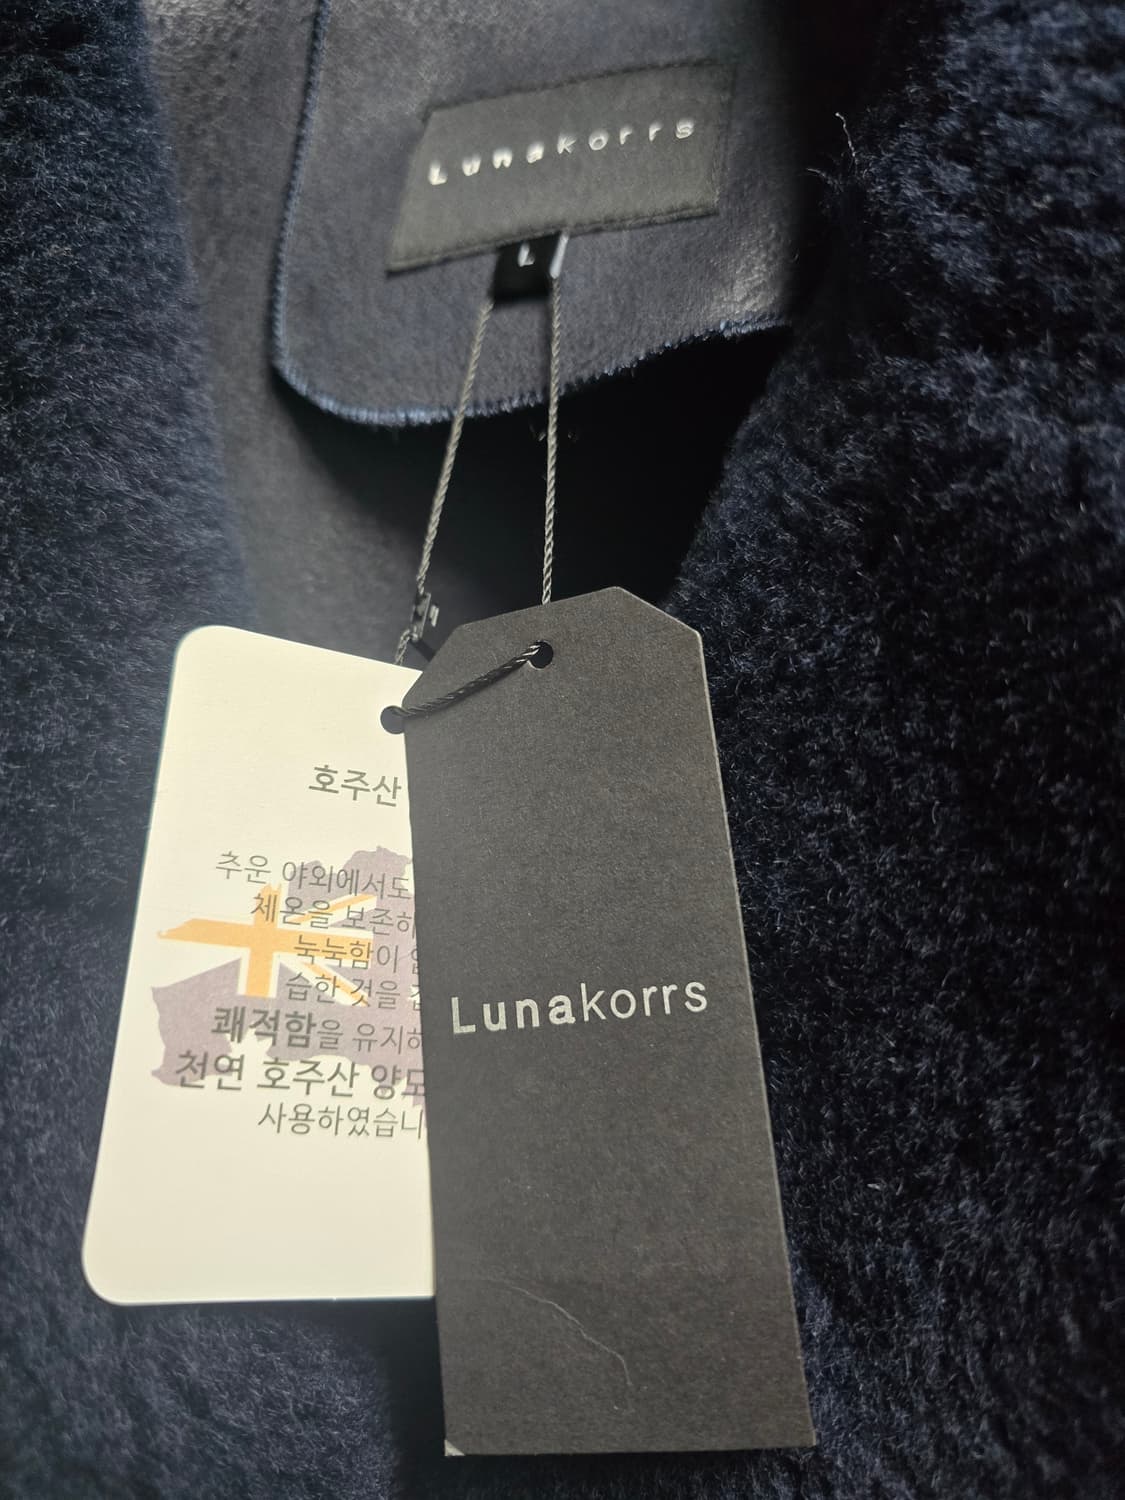 Lunakorrs
L
호주산
추운 야외에서도
체온을 보존하
눅눅함이
습한 것을
쾌적함을 유지하
천연 호주산 양모
사용하였습니
Lunakorrs